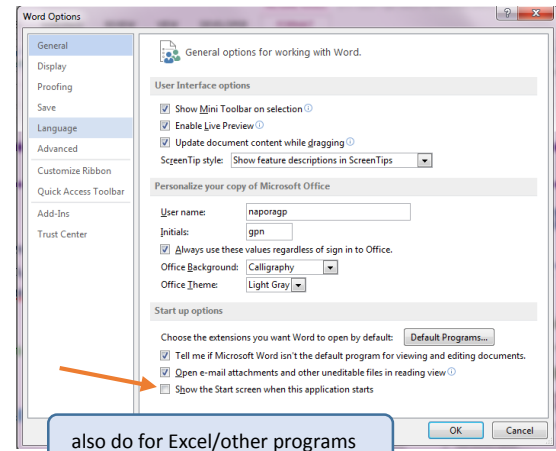 Word Options
General
Display
Proofing
Save
Language
Advanced
Customize Ribbon
Quick Access Toolbar
Add-Ins
Trust Center
General options for working with Word.
User Interface options
Show Mini Toolbar on selection
Enable Live Preview
Update document content while dragging
ScreenTip style: Show feature descriptions in ScreenTips
Personalize your copy of Microsoft Office
User name: naporagp
Initials: gpn
Always use these values regardless of sign in to Office.
Office Background: Calligraphy
Office Theme: Light Gray
Start up options
Choose the extensions you want Word to open by default: Default Programs...
Tell me if Microsoft Word isn't the default program for viewing and editing documents.
Open e-mail attachments and other uneditable files in reading view
Show the Start screen when this application starts
also do for Excel/other programs
OK Cancel